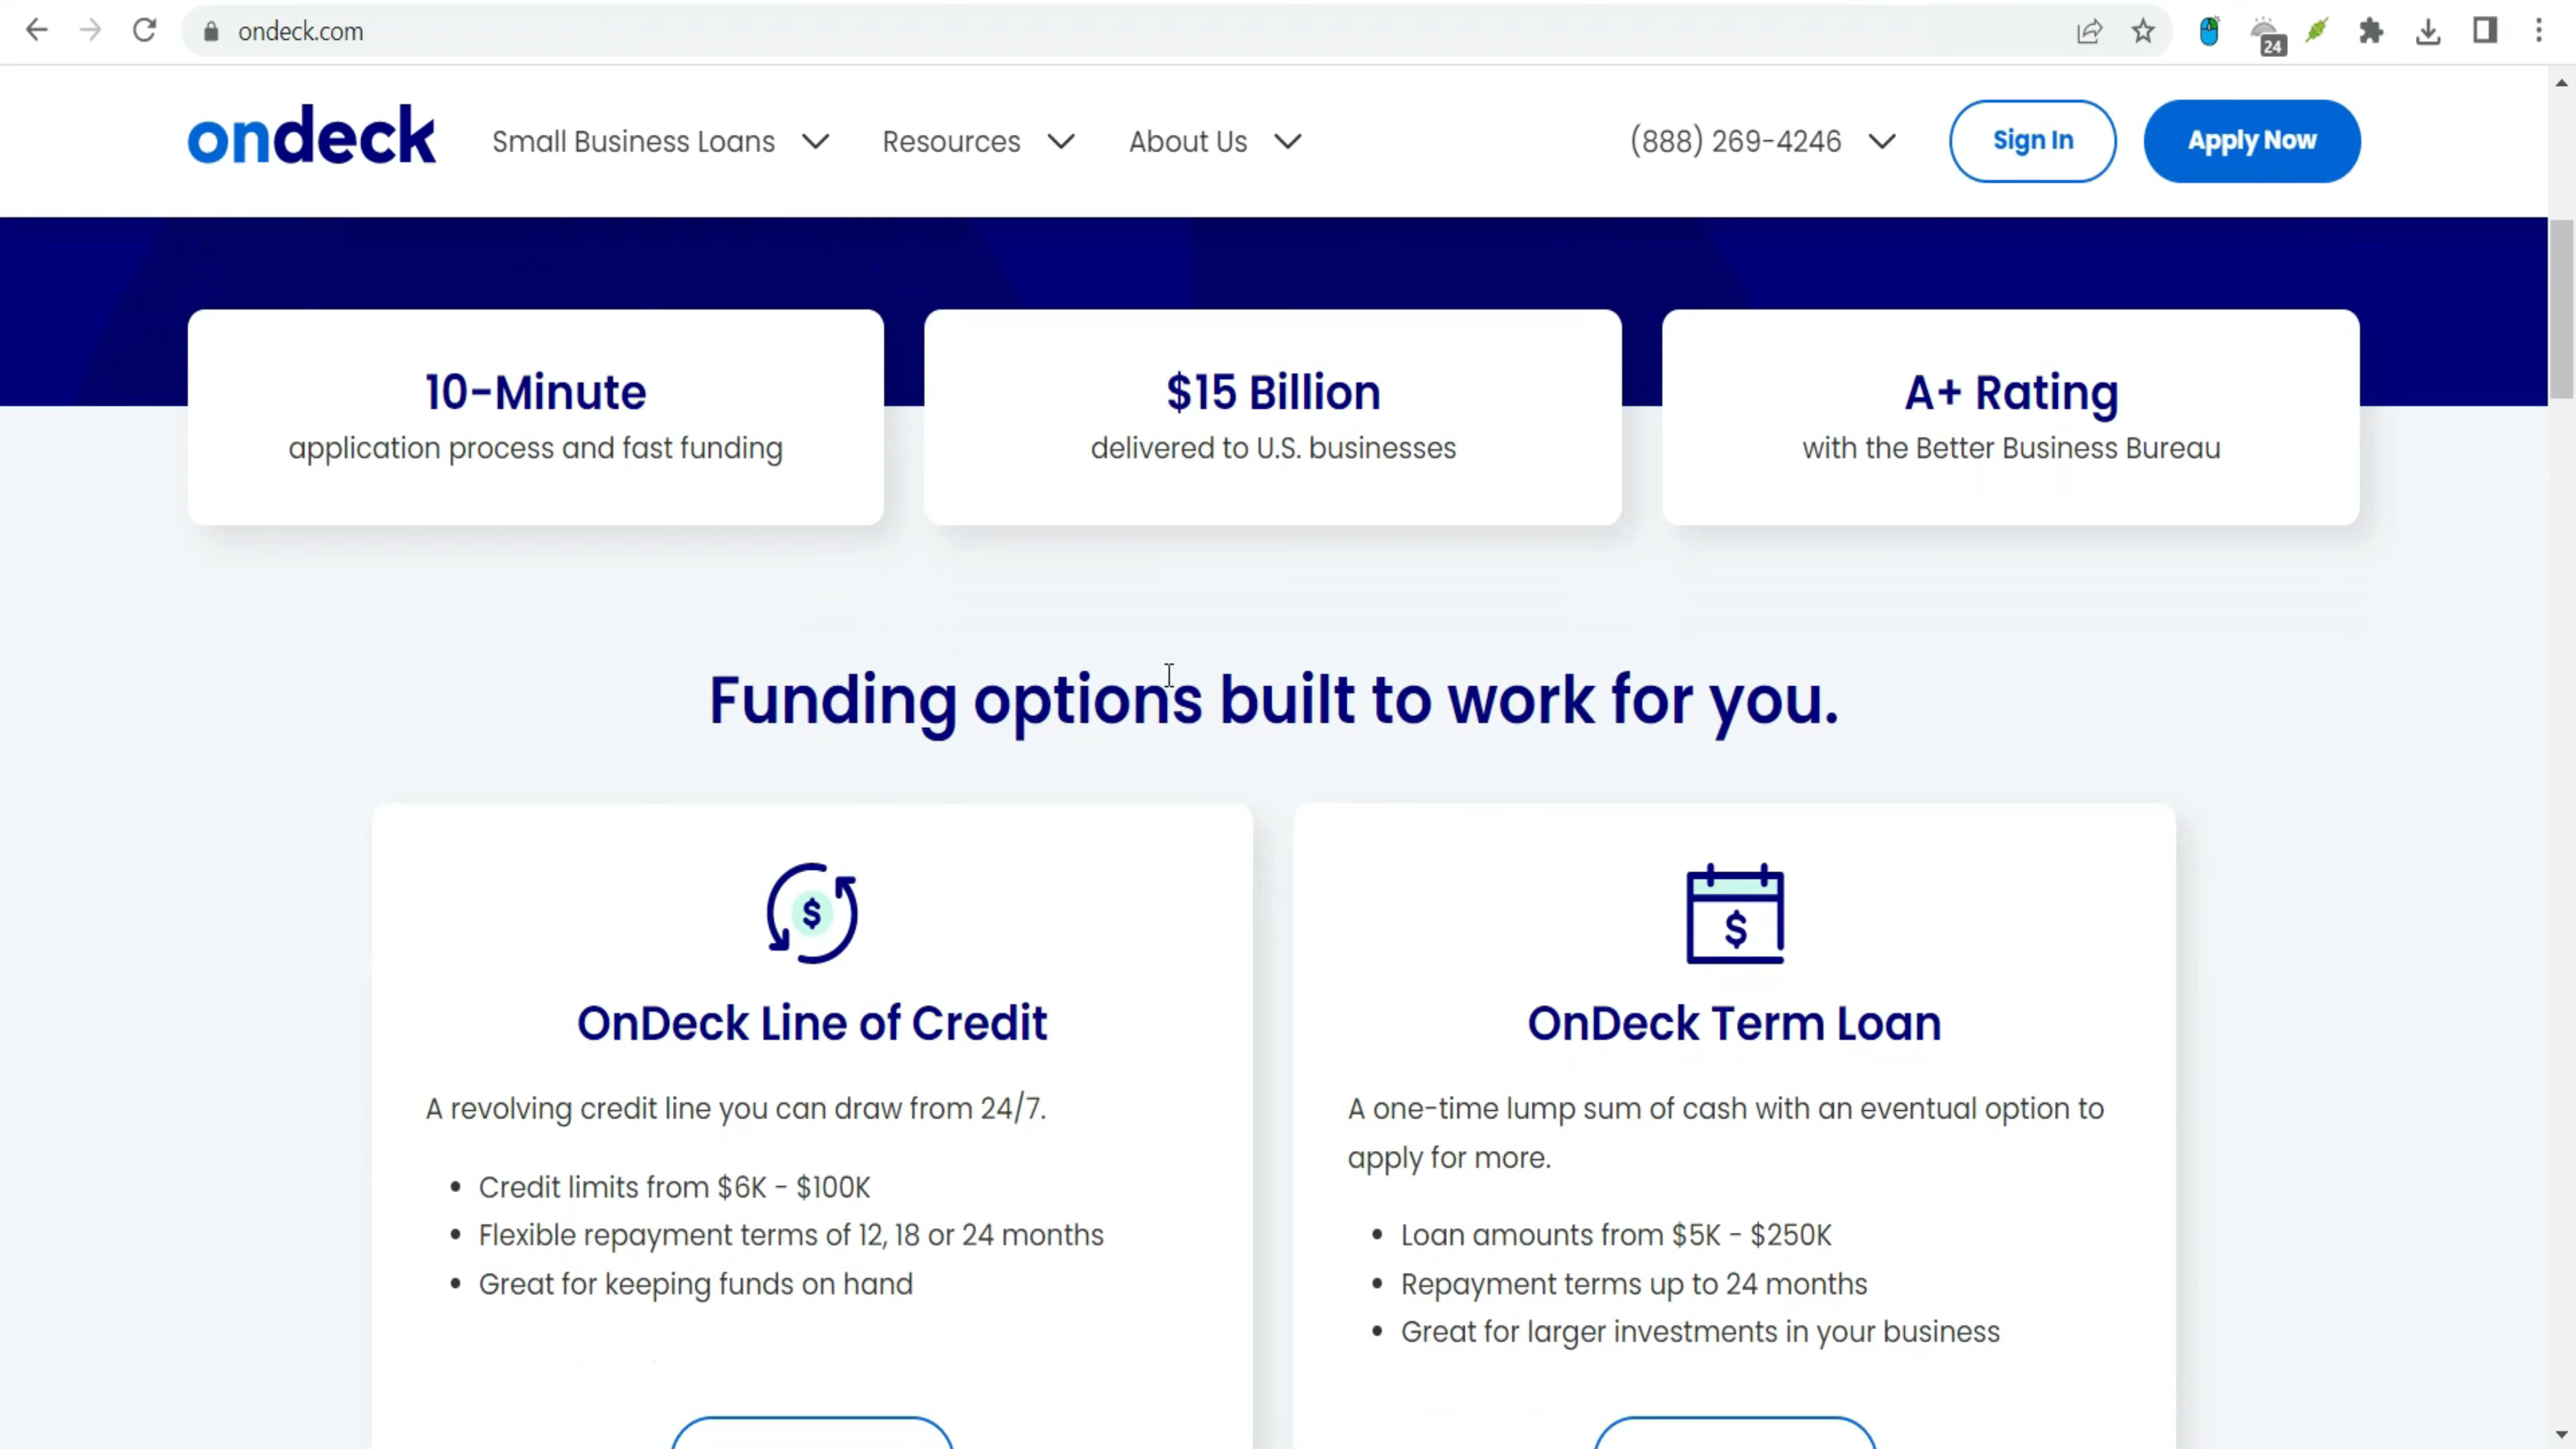 ondeck.com
24
ondeck
Small Business Loans
Resources
About Us
(888) 269-4246
Sign In
Apply Now
10-Minute
application process and fast funding
$15 Billion
delivered to U.S. businesses
A+ Rating
with the Better Business Bureau
Funding options built to work for you.
$
OnDeck Line of Credit
A revolving credit line you can draw from 24/7.
• Credit limits from $6K - $100K
• Flexible repayment terms of 12, 18 or 24 months
• Great for keeping funds on hand
$
OnDeck Term Loan
A one-time lump sum of cash with an eventual option to
apply for more.
• Loan amounts from $5K - $250K
• Repayment terms up to 24 months
• Great for larger investments in your business